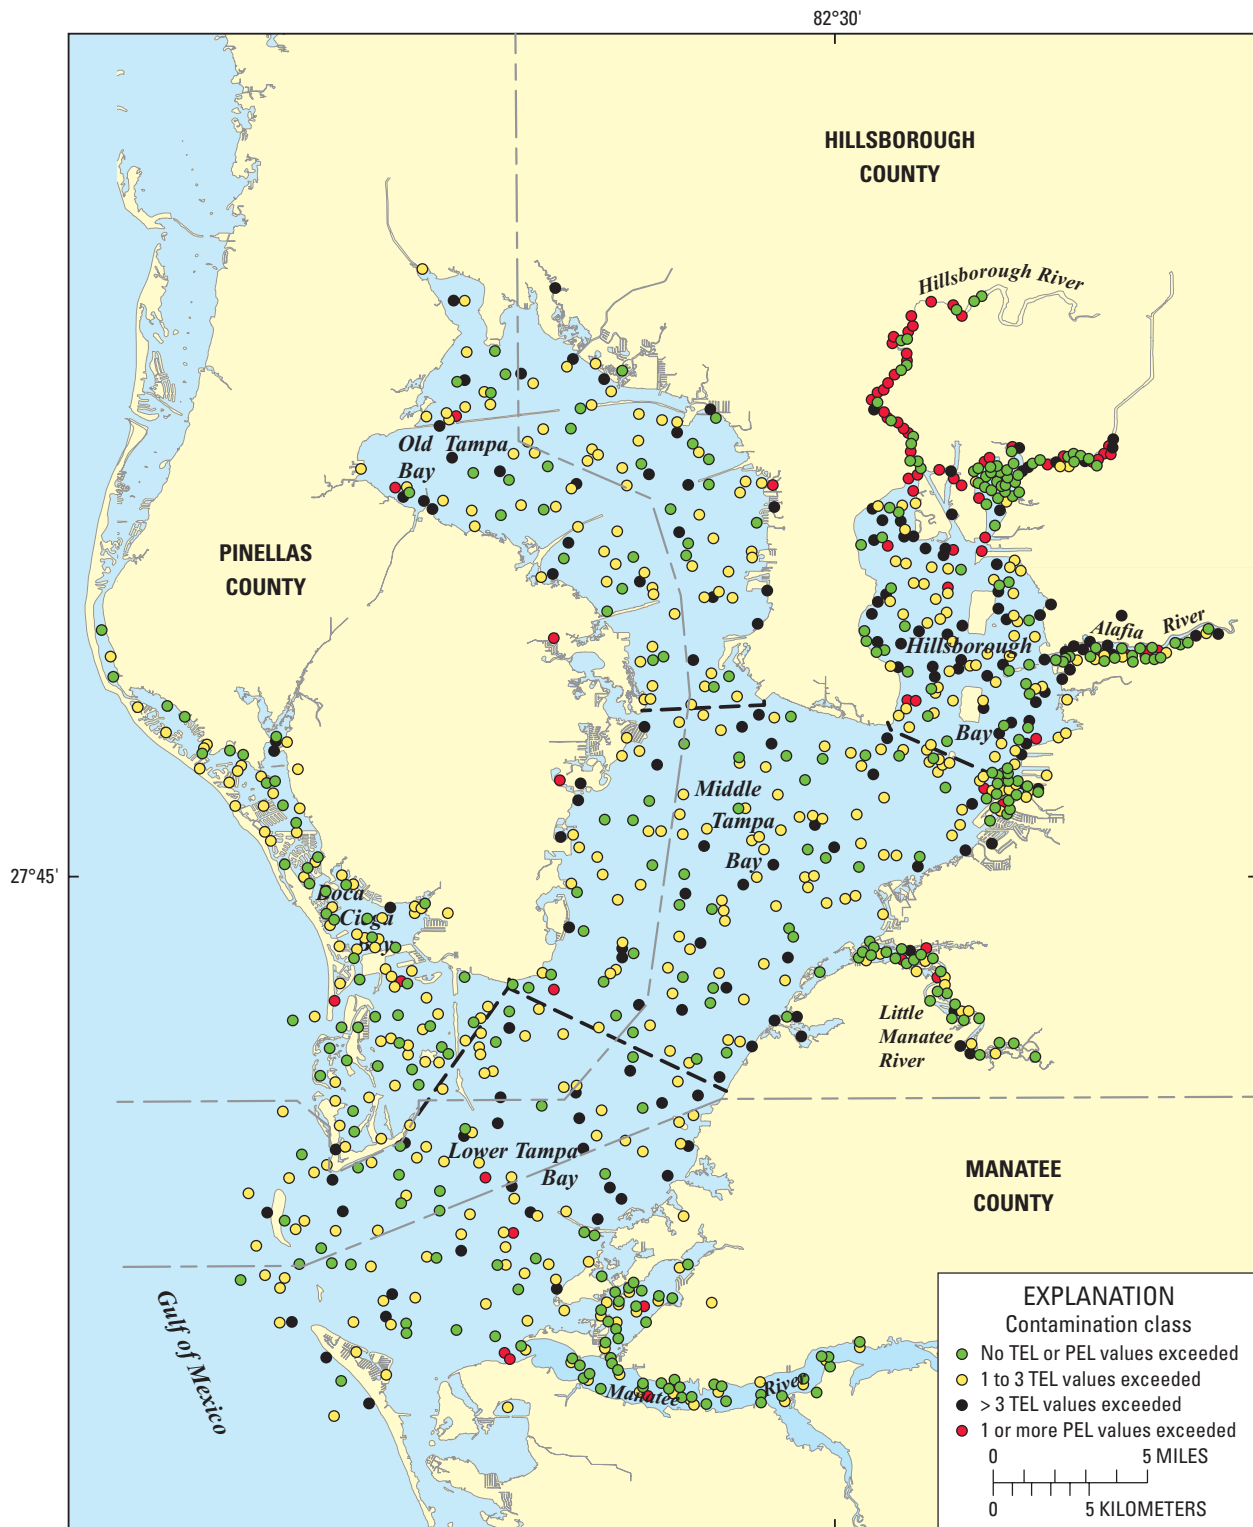 82°30'
HILLSBOROUGH
COUNTY
Hillsborough River
Old Tampa
Bay
PINELLAS
COUNTY
Alafia River
Hillsborough
Bay
Middle
Tampa
Bay
27°45'
Boca
Ciega
Bay
Little
Manatee
River
Lower Tampa
Bay
MANATEE
COUNTY
Gulf of Mexico
Manatee River
EXPLANATION
Contamination class
No TEL or PEL values exceeded
1 to 3 TEL values exceeded
> 3 TEL values exceeded
1 or more PEL values exceeded
0 5 MILES
0 5 KILOMETERS